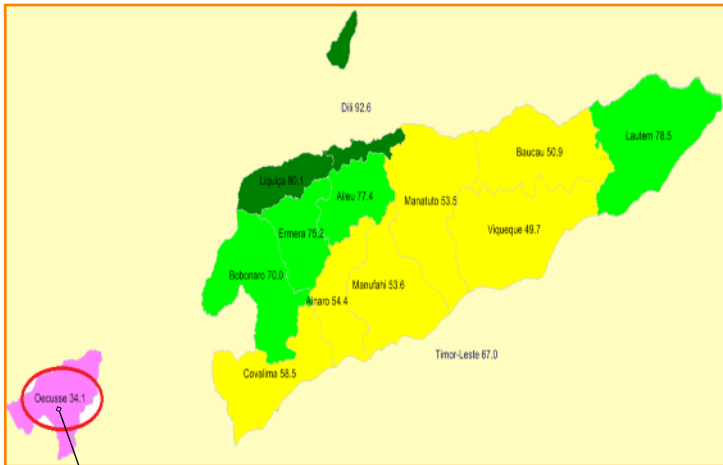 Dili 92.6
Lautem 78.5
Baucau 50.9
Liquiça 80.1
Aileu 77.4
Manatuto 53.5
Viqueque 49.7
Ermera 75.2
Bobonaro 70.0
Manufahi 53.6
Ainaro 54.4
Timor-Leste 67.0
Covalima 58.5
Oecusse 34.1